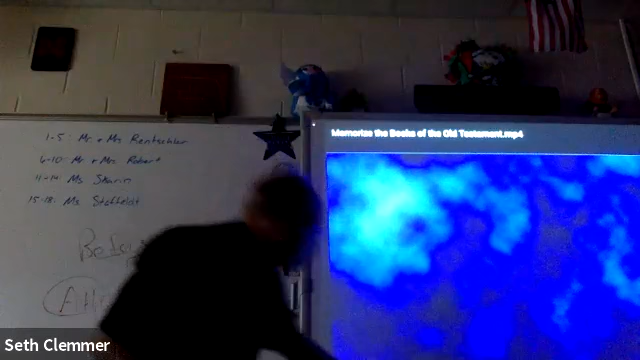 Memorize the Books of the Old Testament.mp4
1-5: Mr + Mrs Rentschler
6-10: Mr + Mrs Robert
11-14: Ms Sharin
15-18: Ms Steffeldt
Seth Clemmer